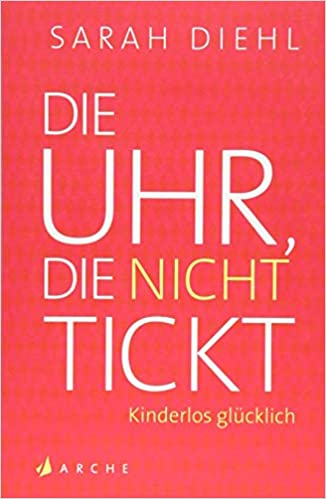 SARAH DIEHL
DIE
UHR,
DIE NICHT
TICKT
Kinderlos glücklich
ARCHE